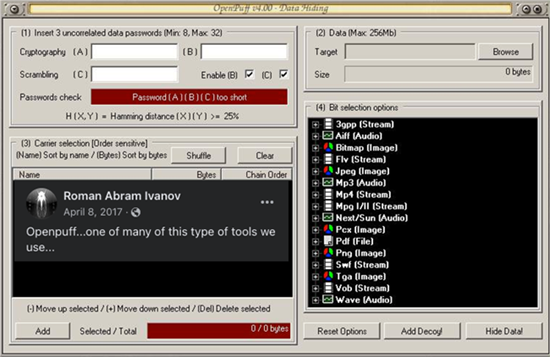 OpenPuff v4.00 - Data Hiding
(1) Insert 3 uncorrelated data passwords (Min: 8, Max: 32)
Cryptography (A) (B)
Scrambling (C) Enable (B) (C)
Passwords check Password (A) (B) (C) too short
H (X,Y) = Hamming distance (X) (Y) >= 25%
(2) Data (Max: 256Mb)
Target Browse
Size 0 bytes
(3) Carrier selection [Order sensitive]
(Name) Sort by name / (Bytes) Sort by bytes Shuffle Clear
Name Bytes Chain Order
Roman Abram Ivanov
April 8, 2017 ·
Openpuff...one of many of this type of tools we
use...
(-) Move up selected / (+) Move down selected / (Del) Delete selected
Add Selected / Total 0 / 0 bytes
(4) Bit selection options
3gpp (Stream)
Aiff (Audio)
Bitmap (Image)
Flv (Stream)
Jpeg (Image)
Mp3 (Audio)
Mp4 (Stream)
Mpg I/II (Stream)
Next/Sun (Audio)
Pcx (Image)
Pdf (File)
Png (Image)
Swf (Stream)
Tga (Image)
Vob (Stream)
Wave (Audio)
Reset Options Add Decoy! Hide Data!